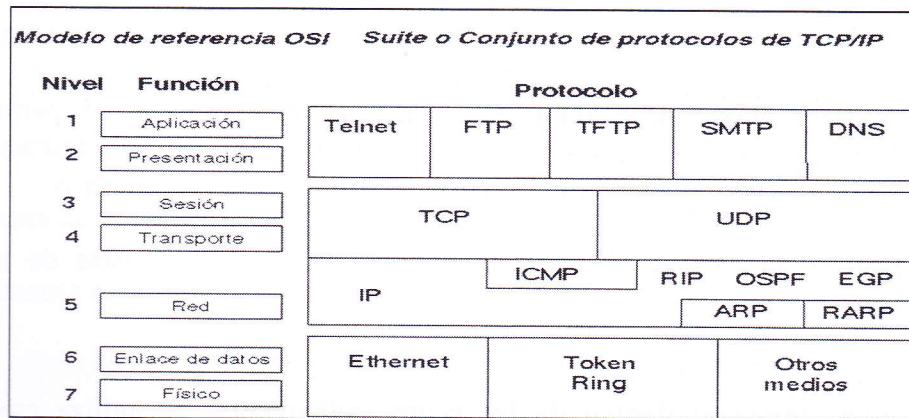 Modelo de referencia OSI Suite o Conjunto de protocolos de TCP/IP
Nivel Función Protocolo
1 Aplicación Telnet FTP TFTP SMTP DNS
2 Presentación
3 Sesión TCP UDP
4 Transporte
ICMP RIP OSPF EGP
IP
5 Red ARP RARP
6 Enlace de datos Ethernet Token Ring Otros medios
7 Físico